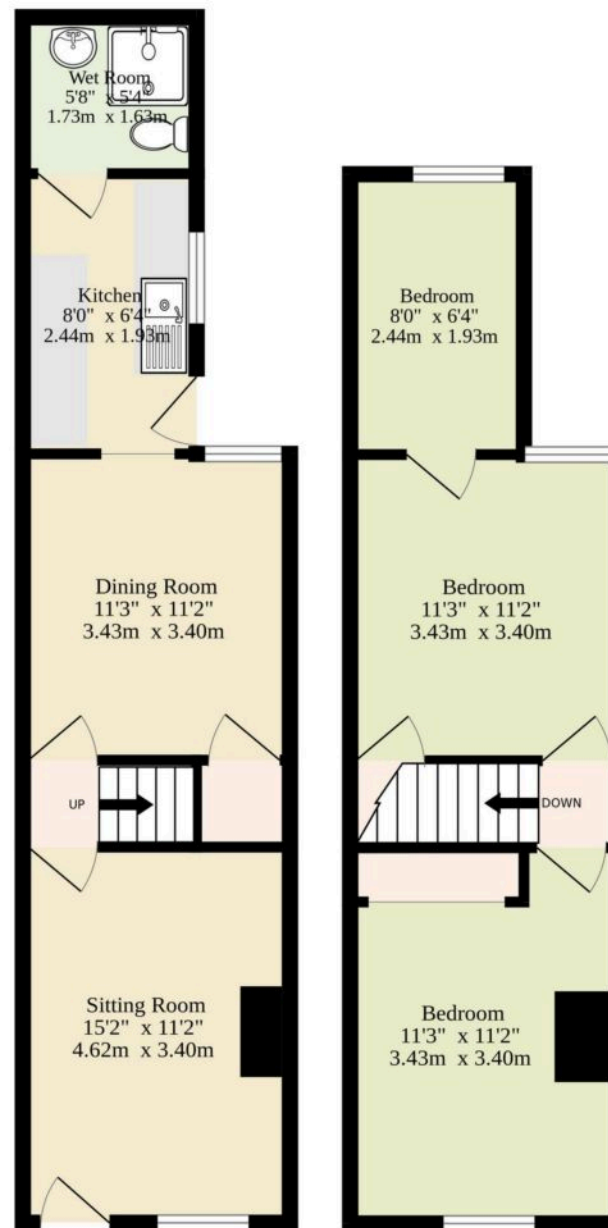 Wet Room
5'8" x 5'4"
1.73m x 1.63m
Kitchen
8'0" x 6'4"
2.44m x 1.93m
Dining Room
11'3" x 11'2"
3.43m x 3.40m
UP
Sitting Room
15'2" x 11'2"
4.62m x 3.40m
Bedroom
8'0" x 6'4"
2.44m x 1.93m
Bedroom
11'3" x 11'2"
3.43m x 3.40m
DOWN
Bedroom
11'3" x 11'2"
3.43m x 3.40m